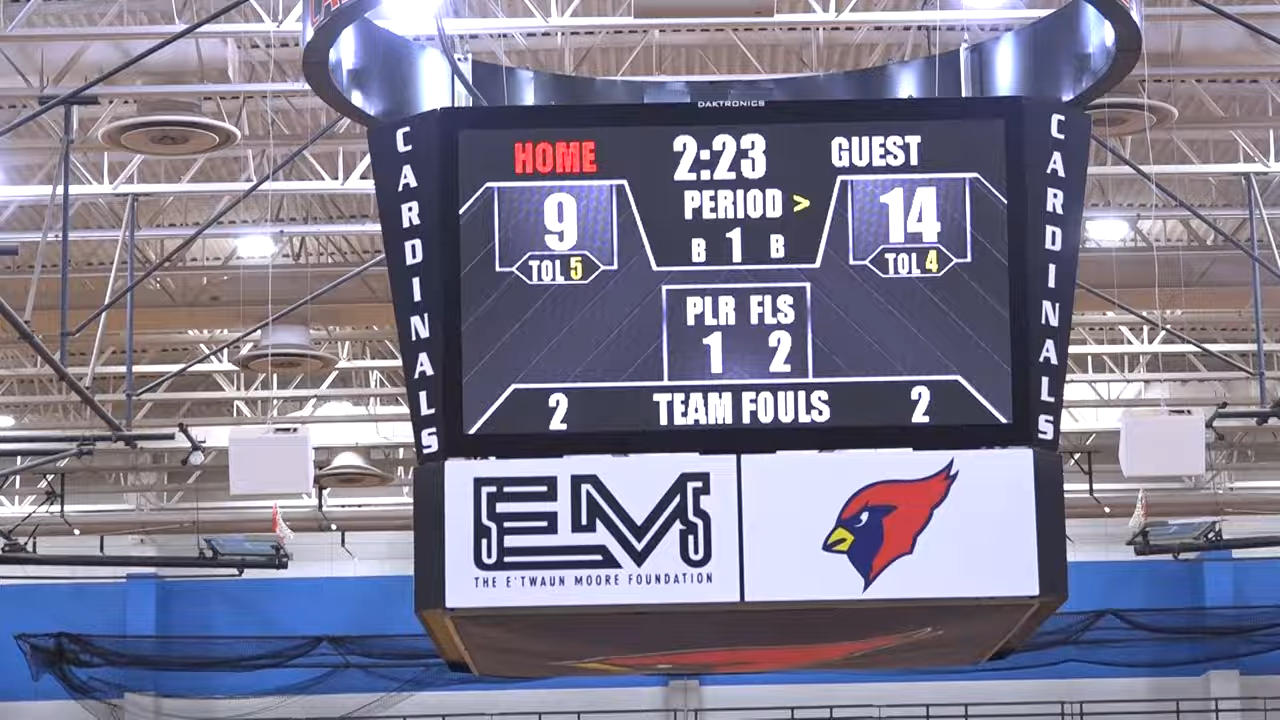 DAKTRONICS
CARDINALS
HOME 2:23 GUEST
9 PERIOD > 14
B 1 B
TOL 5 TOL 4
PLR FLS
1 2
2 TEAM FOULS 2
CARDINALS
EM
THE E'TWAUN MOORE FOUNDATION